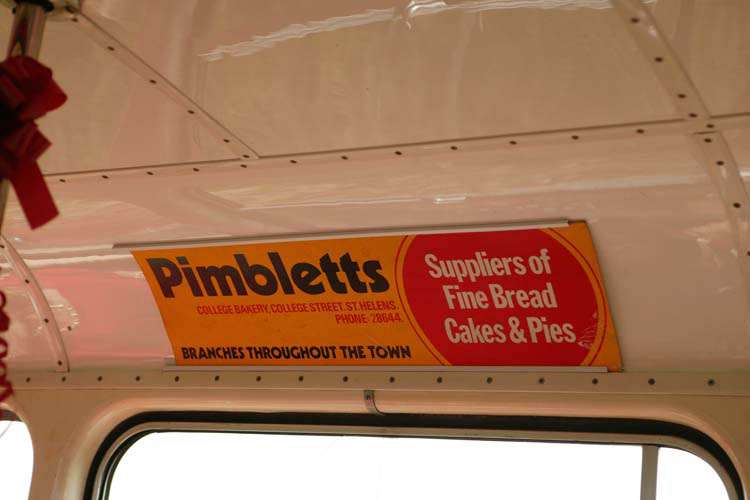 Pimbletts
COLLEGE BAKERY, COLLEGE STREET, ST. HELENS.
PHONE: 28644.
BRANCHES THROUGHOUT THE TOWN
Suppliers of
Fine Bread
Cakes & Pies